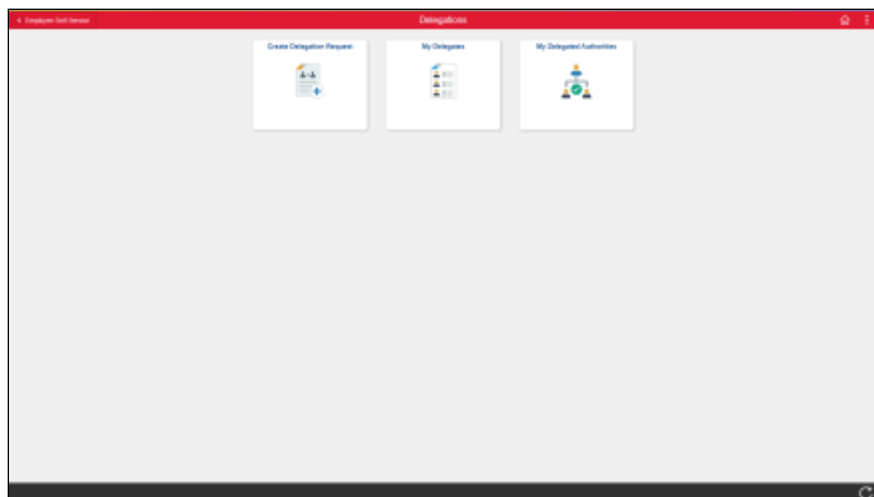 Employee Self Service
Delegations
Create Delegation Request
My Delegates
My Delegated Authorities